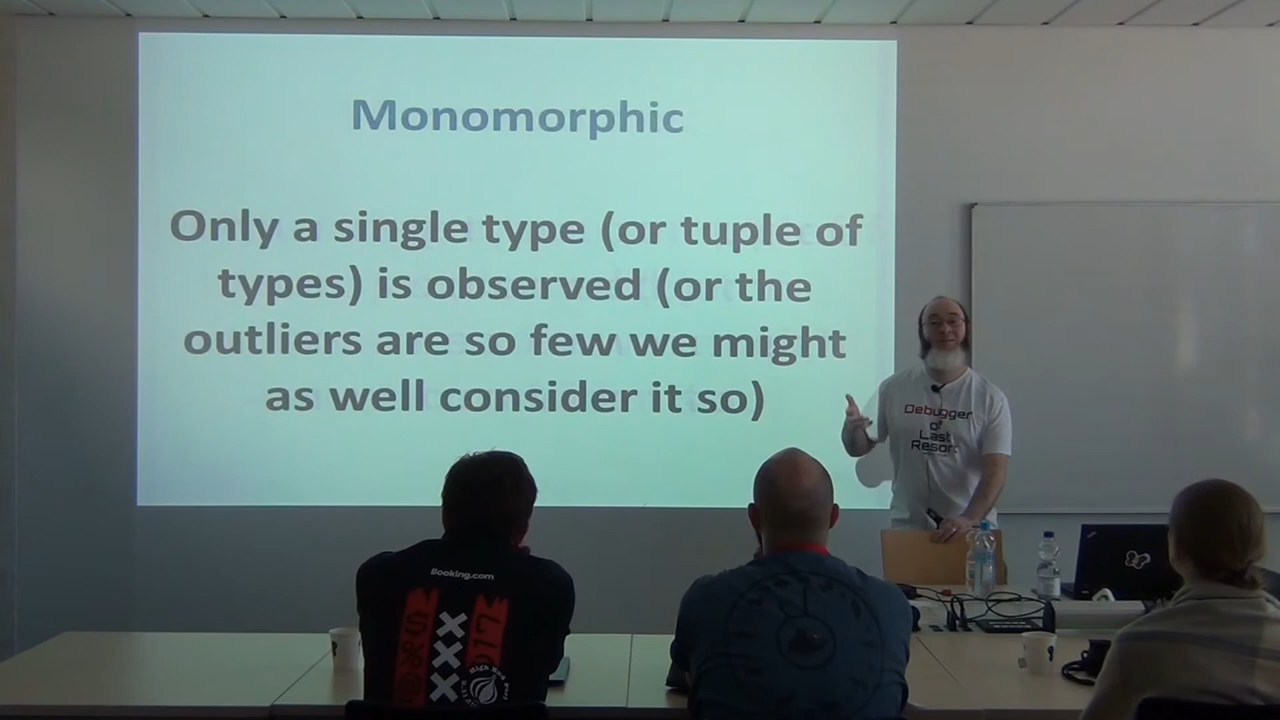 Monomorphic
Only a single type (or tuple of
types) is observed (or the
outliers are so few we might
as well consider it so)
Debugger
of
Last
Resort
Booking.com